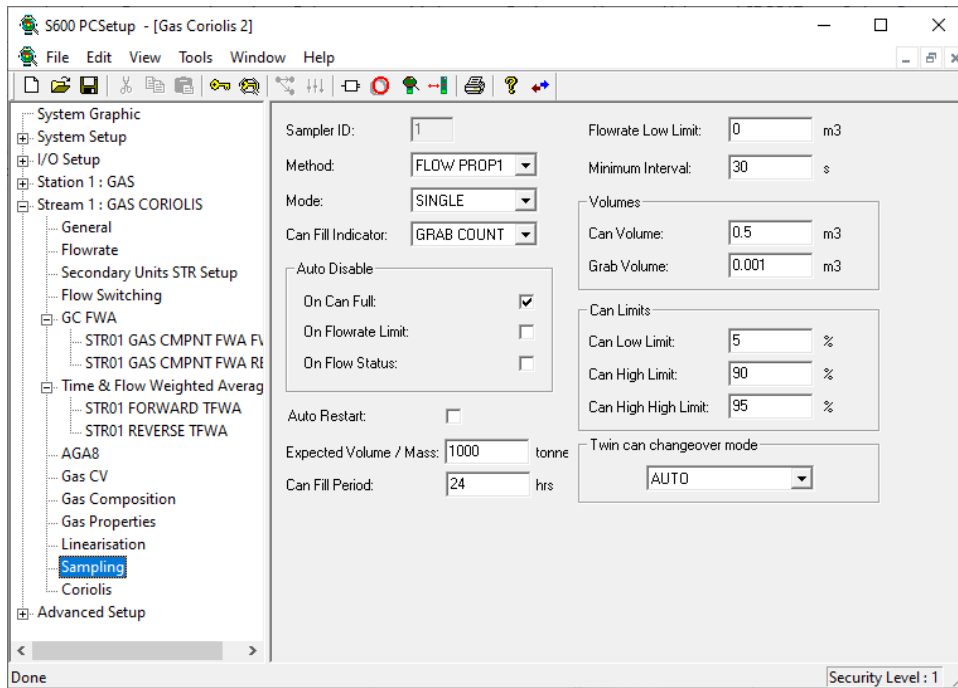 S600 PCSetup - [Gas Coriolis 2]
File Edit View Tools Window Help
System Graphic
System Setup
I/O Setup
Station 1 : GAS
Stream 1 : GAS CORIOLIS
General
Flowrate
Secondary Units STR Setup
Flow Switching
GC FWA
STR01 GAS CMPNT FWA FV
STR01 GAS CMPNT FWA RE
Time & Flow Weighted Averag
STR01 FORWARD TFWA
STR01 REVERSE TFWA
AGA8
Gas CV
Gas Composition
Gas Properties
Linearisation
Sampling
Coriolis
Advanced Setup
Sampler ID: 1
Method: FLOW PROP1
Mode: SINGLE
Can Fill Indicator: GRAB COUNT
Auto Disable
On Can Full:
On Flowrate Limit:
On Flow Status:
Auto Restart:
Expected Volume / Mass: 1000 tonne
Can Fill Period: 24 hrs
Flowrate Low Limit: 0 m3
Minimum Interval: 30 s
Volumes
Can Volume: 0.5 m3
Grab Volume: 0.001 m3
Can Limits
Can Low Limit: 5 %
Can High Limit: 90 %
Can High High Limit: 95 %
Twin can changeover mode
AUTO
Done
Security Level : 1